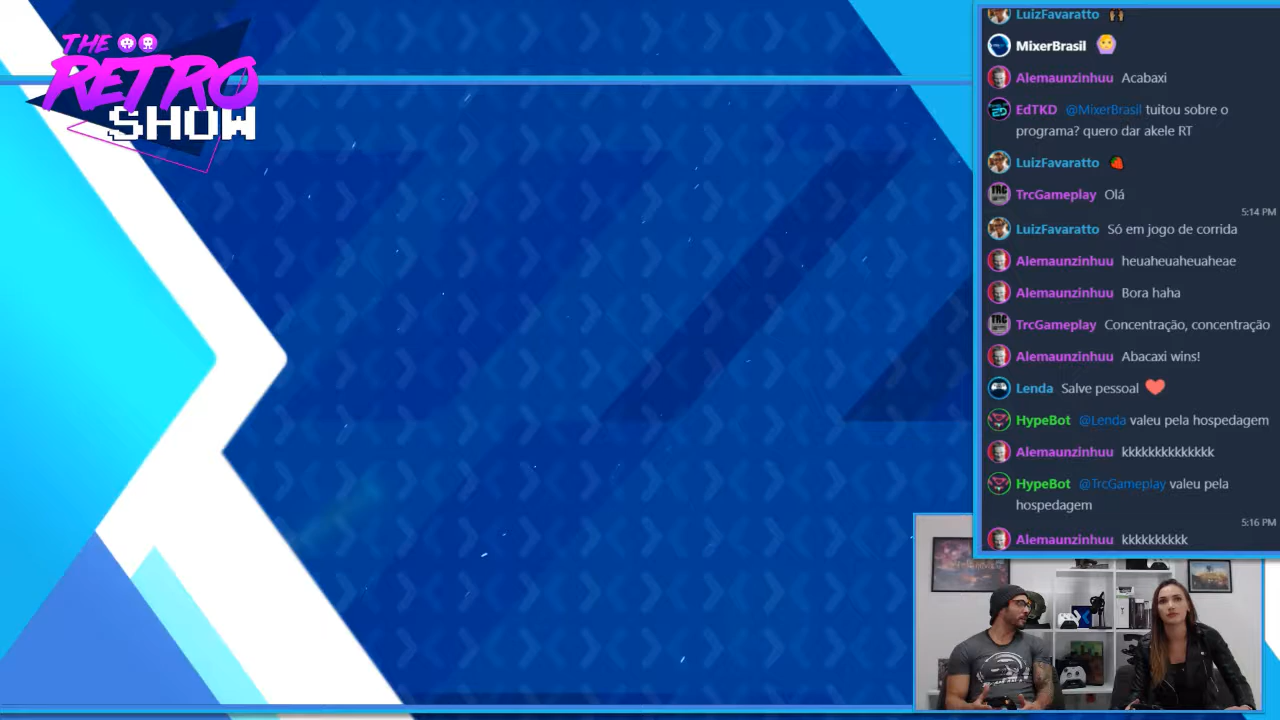 THE
RETRO
SHOW
LuizFavaratto
MixerBrasil
Alemaunzinhuu Acabaxi
EdTKD @MixerBrasil tuitou sobre o
programa? quero dar akele RT
LuizFavaratto
TrcGameplay Olá
5:14 PM
LuizFavaratto Só em jogo de corrida
Alemaunzinhuu heuaheuaheuaheae
Alemaunzinhuu Bora haha
TrcGameplay Concentração, concentração
Alemaunzinhuu Abacaxi wins!
Lenda Salve pessoal
HypeBot @Lenda valeu pela hospedagem
Alemaunzinhuu kkkkkkkkkkkkkk
HypeBot @TrcGameplay valeu pela
hospedagem
5:16 PM
Alemaunzinhuu kkkkkkkkkk